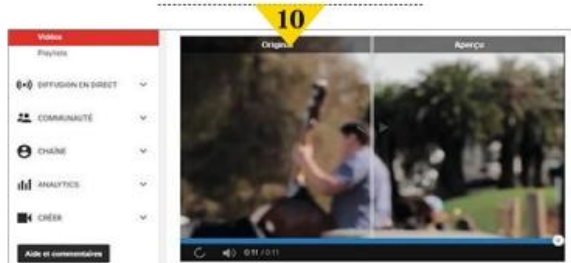 10
Vidéos
Playlists
DIFFUSION EN DIRECT
COMMUNAUTÉ
CHAÎNE
ANALYTICS
CRÉER
Aide et commentaires
Original
Aperçu
0:11 / 0:11